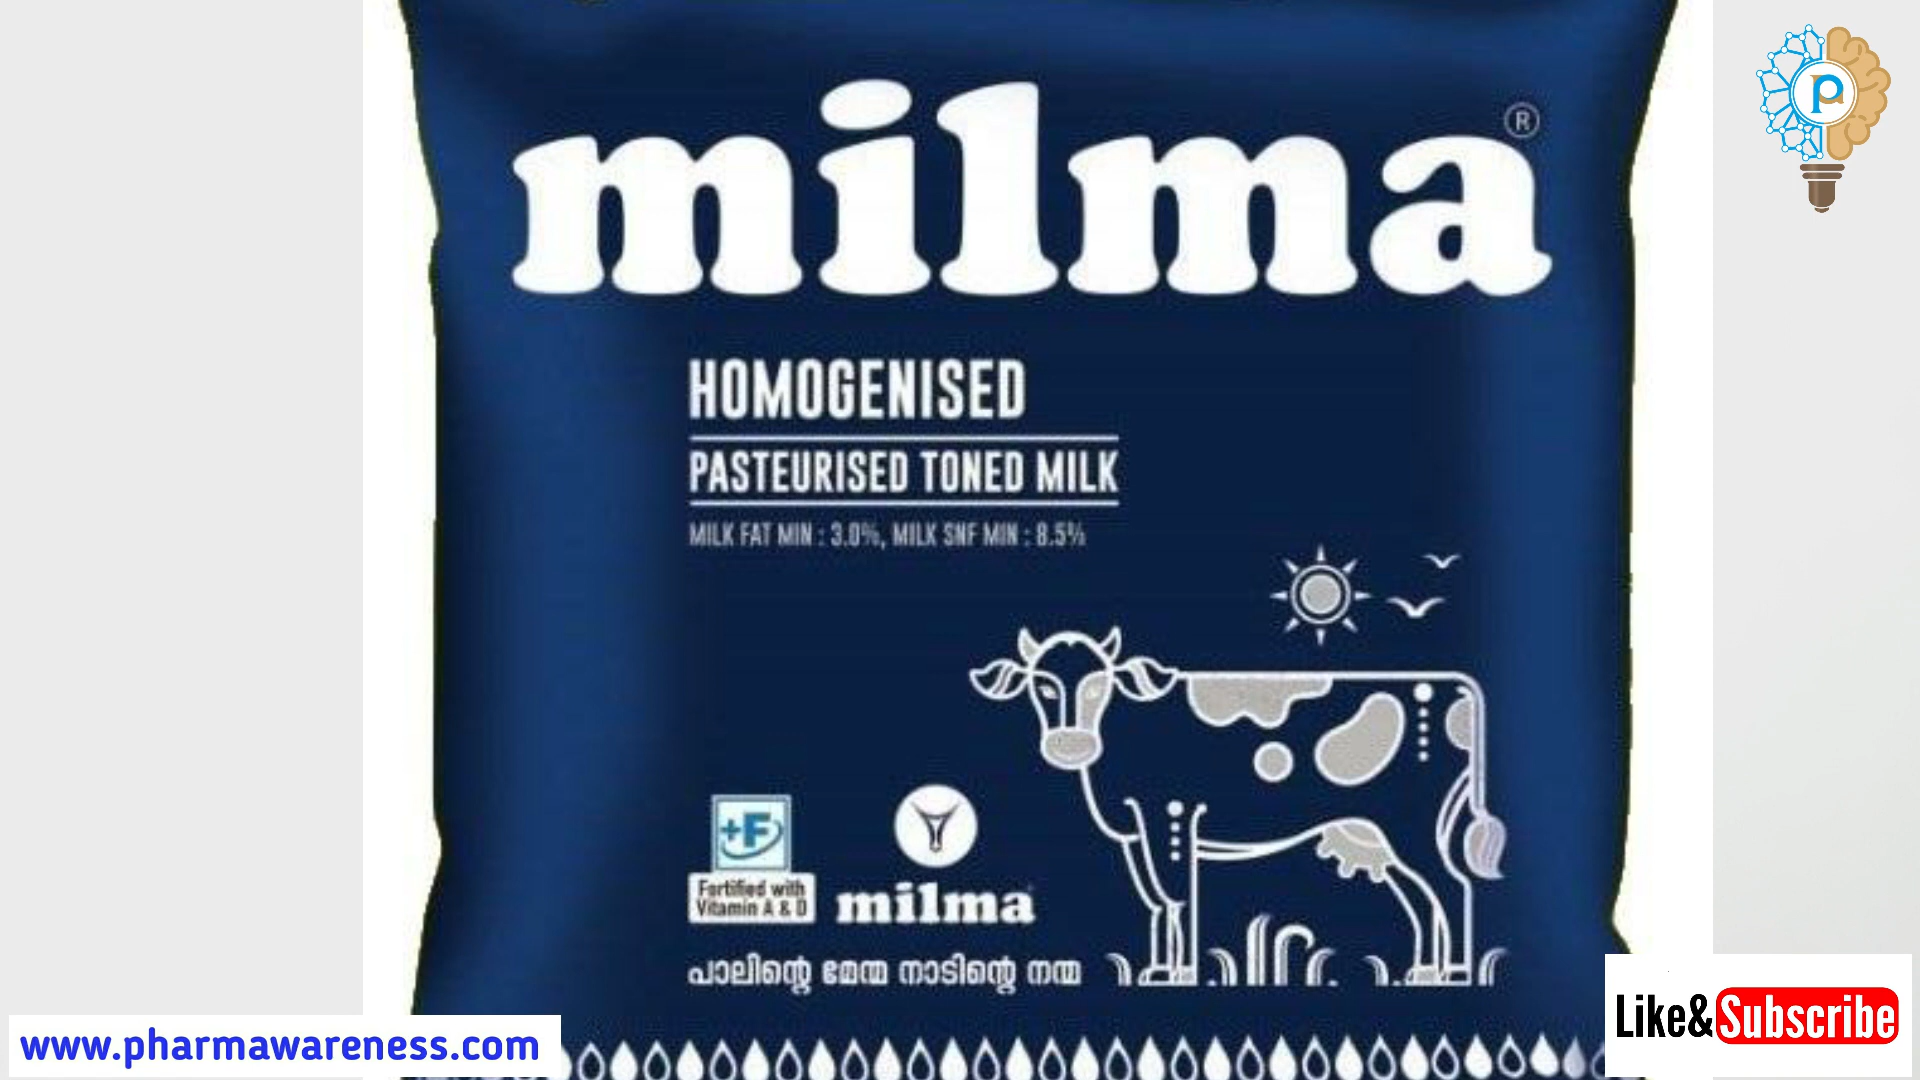 milma®
HOMOGENISED
PASTEURISED TONED MILK
MILK FAT MIN : 3.0%, MILK SNF MIN : 8.5%
+F
Fortified with
Vitamin A & D
milma
പാലിന്റെ മേന്മ നാടിന്റെ നന്മ
www.pharmawareness.com
Like& Subscribe
P